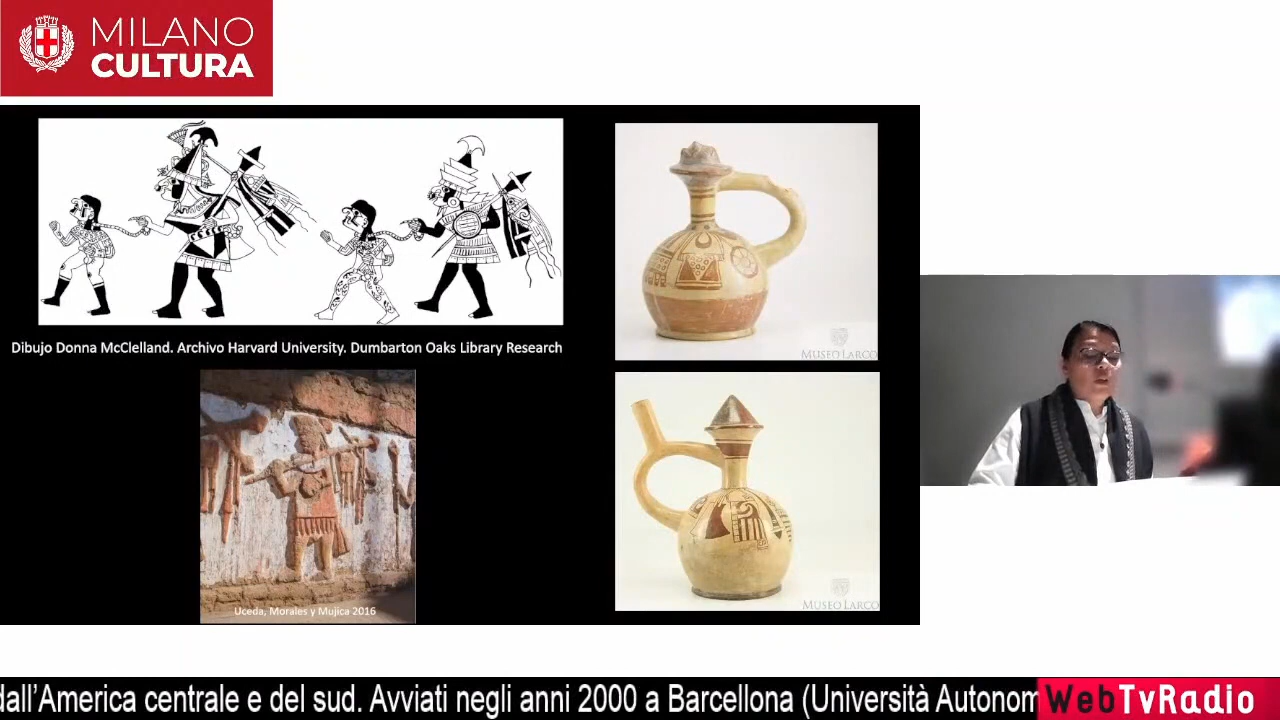 MILANO
CULTURA
Dibujo Donna McClelland. Archivo Harvard University. Dumbarton Oaks Library Research
MUSEO LARCO
Uceda, Morales y Mujica 2016
MUSEO LARCO
dall'America centrale e del sud. Avviati negli anni 2000 a Barcellona (Università Autonom
WebTvRadio